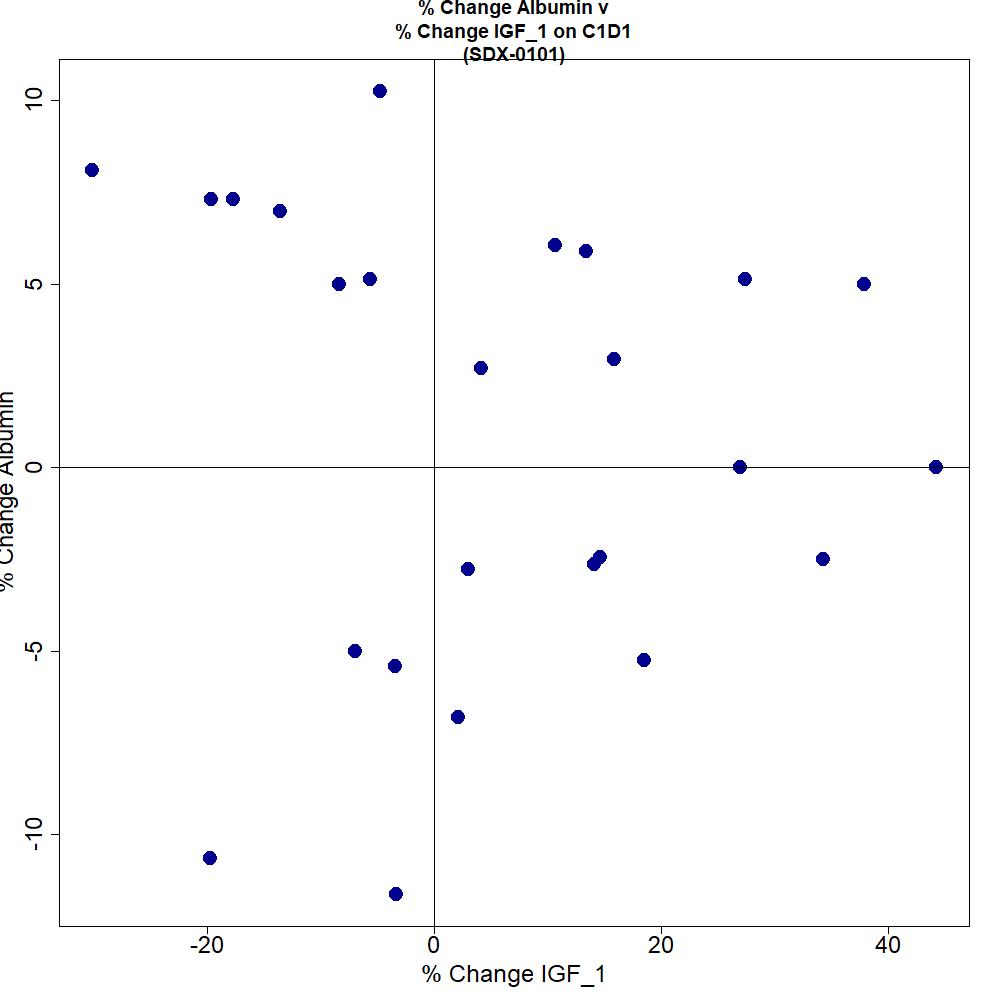 % Change Albumin v
% Change IGF_1 on C1D1
(SDX-0101)
10
5
0
-5
-10
% Change Albumin
-20
0
20
40
% Change IGF_1